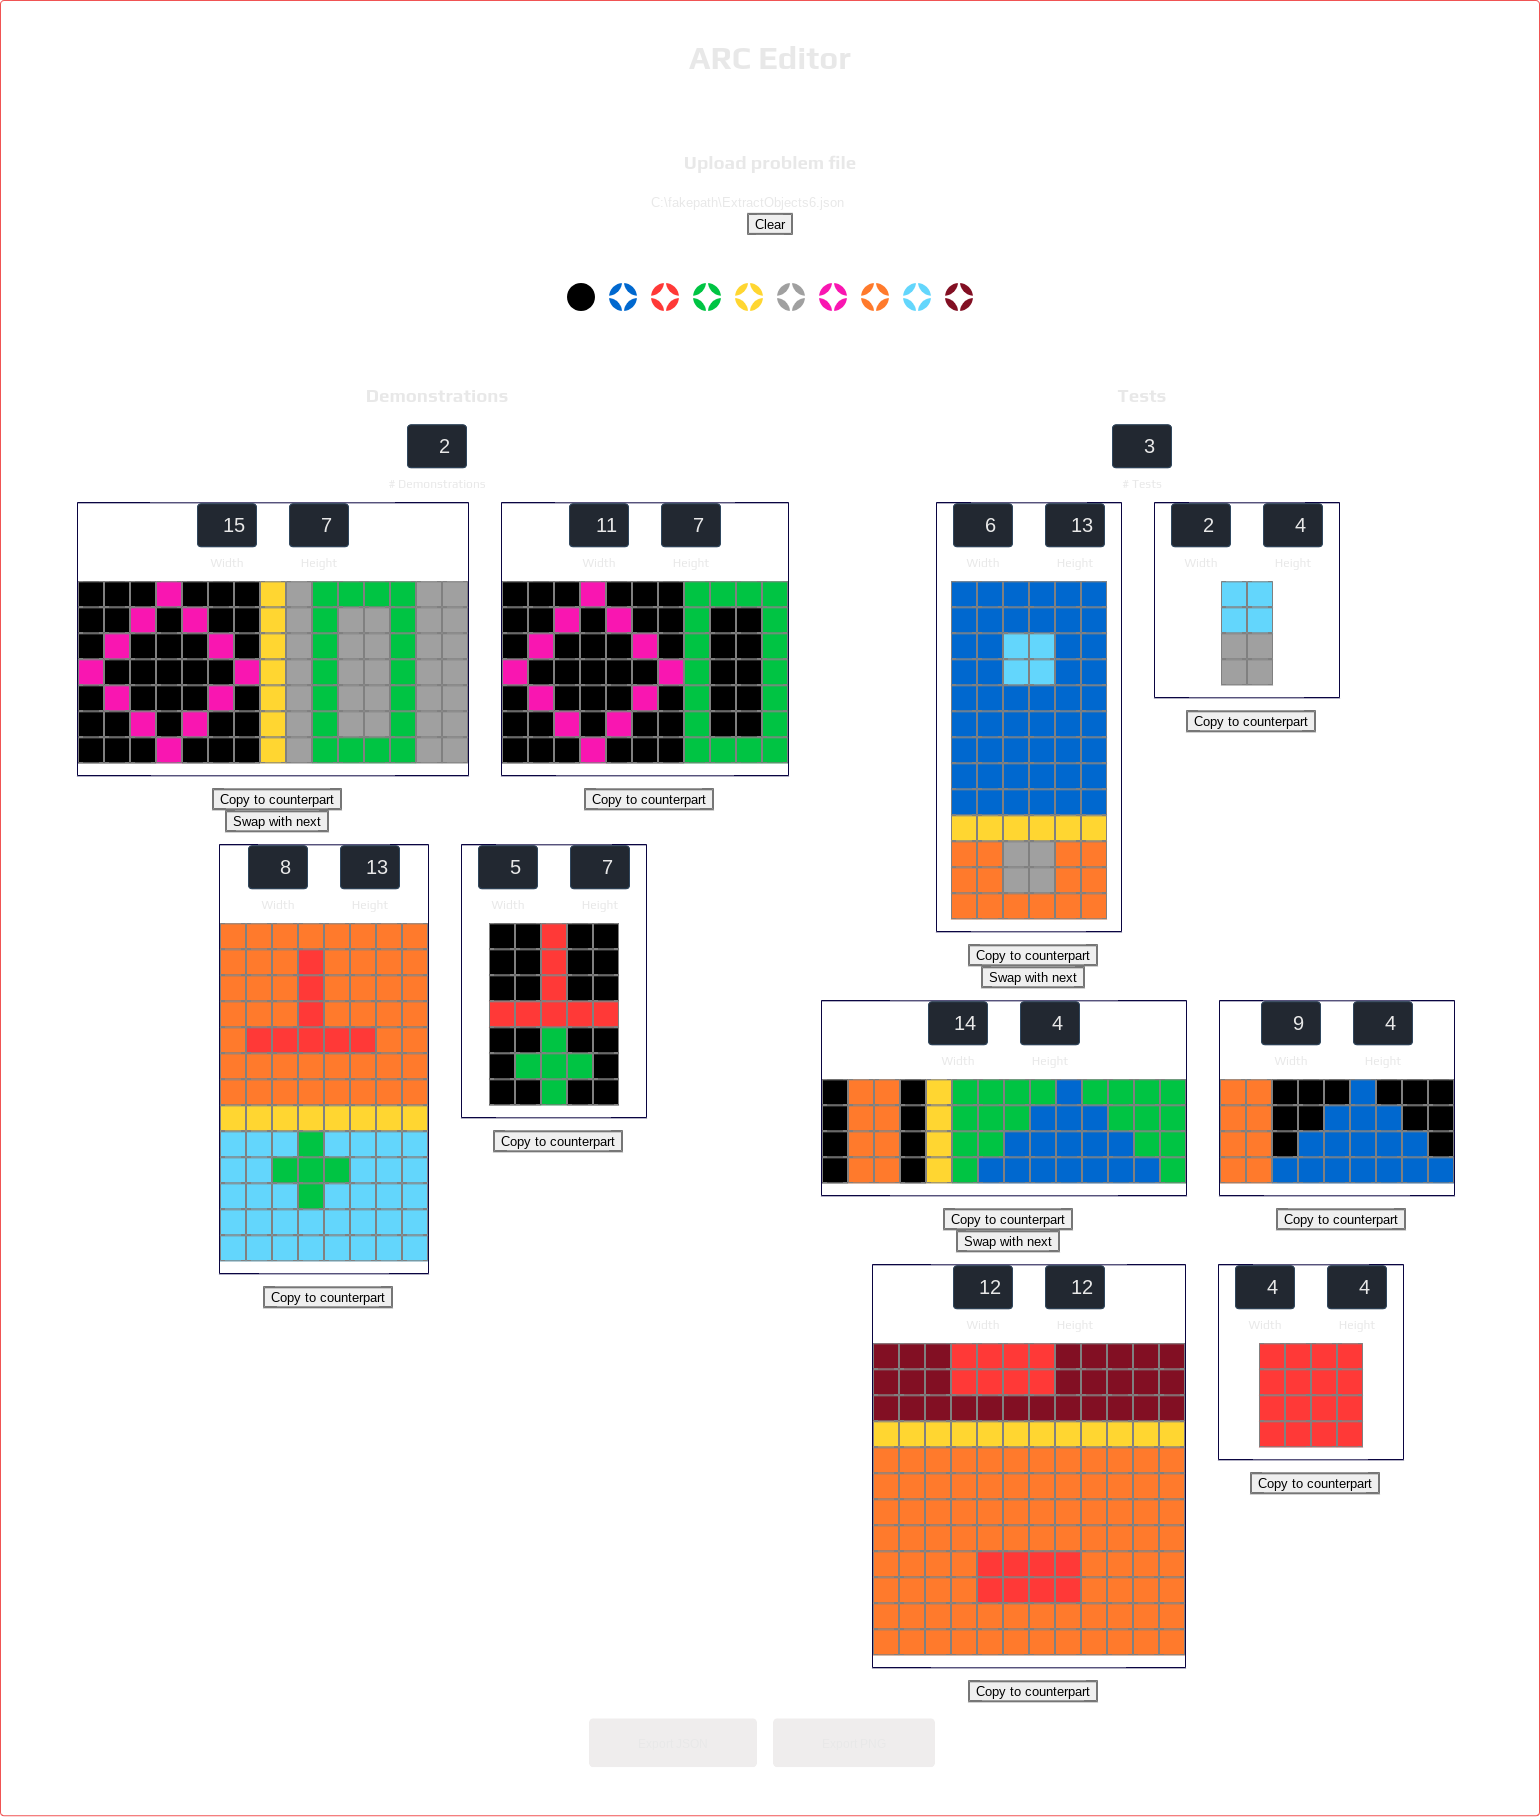 ARC Editor
Upload problem file
C:\fakepath\ExtractObjects6.json
Clear
Demonstrations
2
# Demonstrations
15 7
Width Height
Copy to counterpart
Swap with next
11 7
Width Height
Copy to counterpart
8 13
Width Height
Copy to counterpart
5 7
Width Height
Copy to counterpart
Tests
3
# Tests
6 13
Width Height
Copy to counterpart
Swap with next
2 4
Width Height
Copy to counterpart
14 4
Width Height
Copy to counterpart
Swap with next
9 4
Width Height
Copy to counterpart
12 12
Width Height
Copy to counterpart
4 4
Width Height
Copy to counterpart
Export JSON
Export PNG